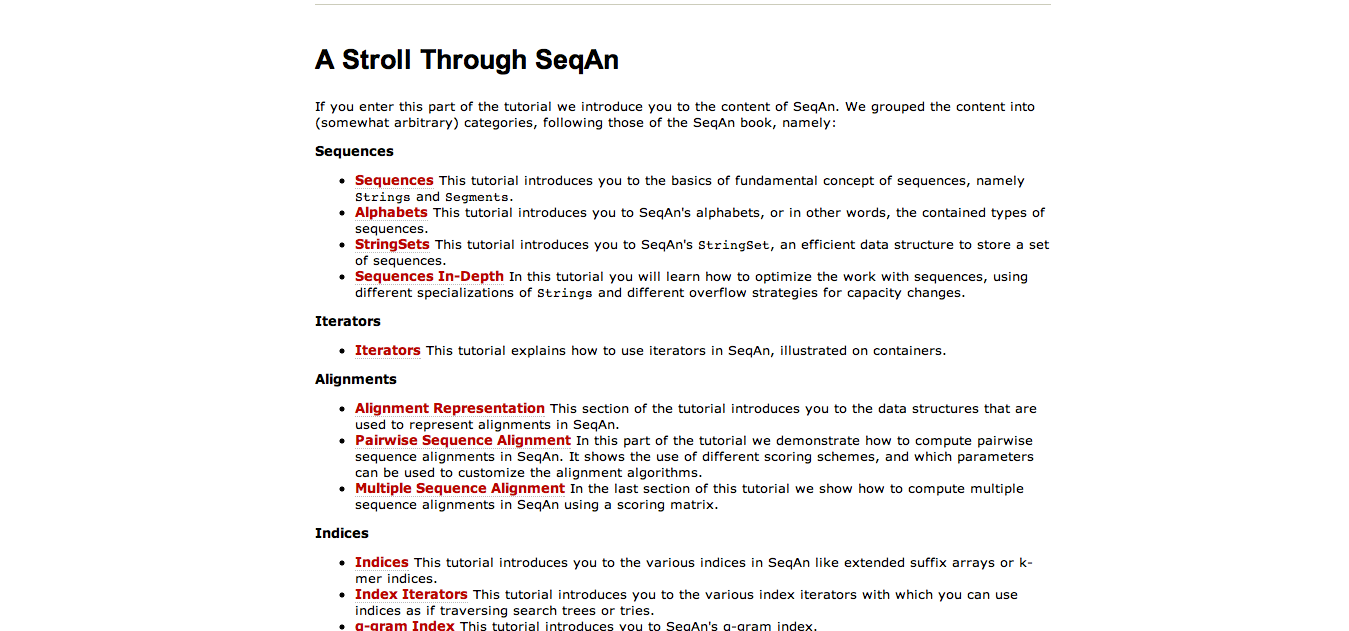 A Stroll Through SeqAn
If you enter this part of the tutorial we introduce you to the content of SeqAn. We grouped the content into
(somewhat arbitrary) categories, following those of the SeqAn book, namely:
Sequences
• Sequences This tutorial introduces you to the basics of fundamental concept of sequences, namely
Strings and Segments.
• Alphabets This tutorial introduces you to SeqAn's alphabets, or in other words, the contained types of
sequences.
• StringSets This tutorial introduces you to SeqAn's StringSet, an efficient data structure to store a set
of sequences.
• Sequences In-Depth In this tutorial you will learn how to optimize the work with sequences, using
different specializations of Strings and different overflow strategies for capacity changes.
Iterators
• Iterators This tutorial explains how to use iterators in SeqAn, illustrated on containers.
Alignments
• Alignment Representation This section of the tutorial introduces you to the data structures that are
used to represent alignments in SeqAn.
• Pairwise Sequence Alignment In this part of the tutorial we demonstrate how to compute pairwise
sequence alignments in SeqAn. It shows the use of different scoring schemes, and which parameters
can be used to customize the alignment algorithms.
• Multiple Sequence Alignment In the last section of this tutorial we show how to compute multiple
sequence alignments in SeqAn using a scoring matrix.
Indices
• Indices This tutorial introduces you to the various indices in SeqAn like extended suffix arrays or k-
mer indices.
• Index Iterators This tutorial introduces you to the various index iterators with which you can use
indices as if traversing search trees or tries.
• q-gram Index This tutorial introduces you to SeqAn's q-gram index.